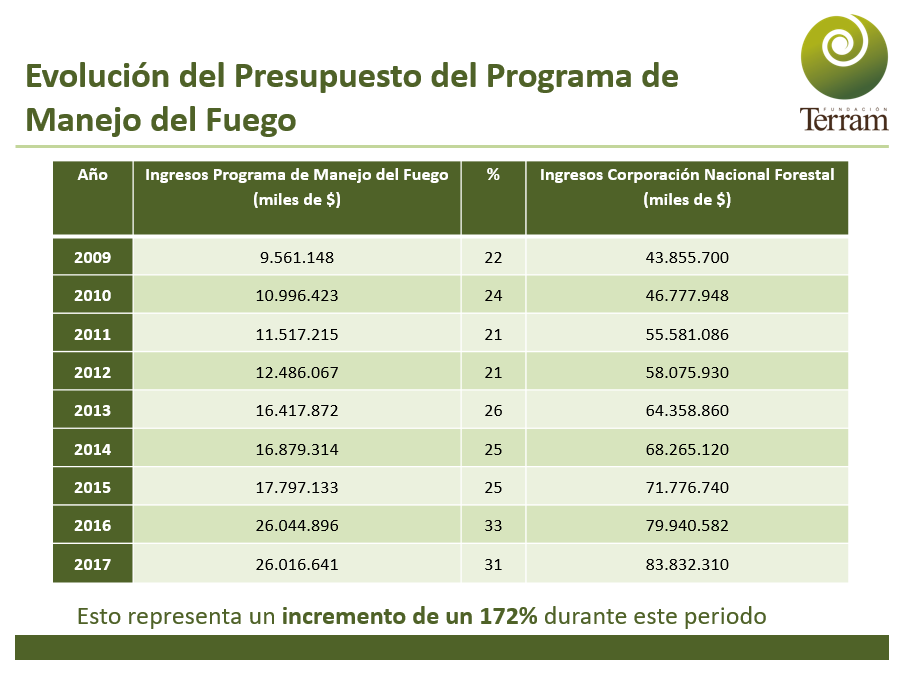 Evolución del Presupuesto del Programa de
Manejo del Fuego
FUNDACIÓN
Terram
Año Ingresos Programa de Manejo del Fuego (miles de $) % Ingresos Corporación Nacional Forestal (miles de $)
2009 9.561.148 22 43.855.700
2010 10.996.423 24 46.777.948
2011 11.517.215 21 55.581.086
2012 12.486.067 21 58.075.930
2013 16.417.872 26 64.358.860
2014 16.879.314 25 68.265.120
2015 17.797.133 25 71.776.740
2016 26.044.896 33 79.940.582
2017 26.016.641 31 83.832.310
Esto representa un incremento de un 172% durante este periodo